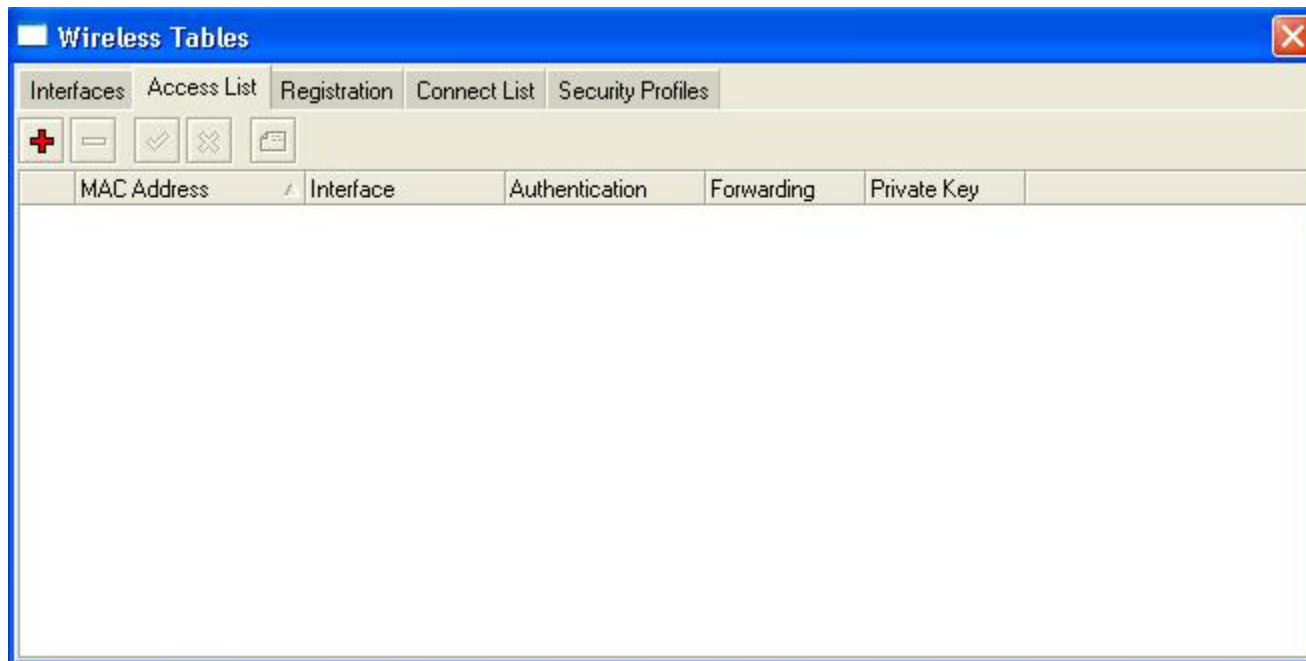 Wireless Tables
Interfaces Access List Registration Connect List Security Profiles
MAC Address Interface Authentication Forwarding Private Key